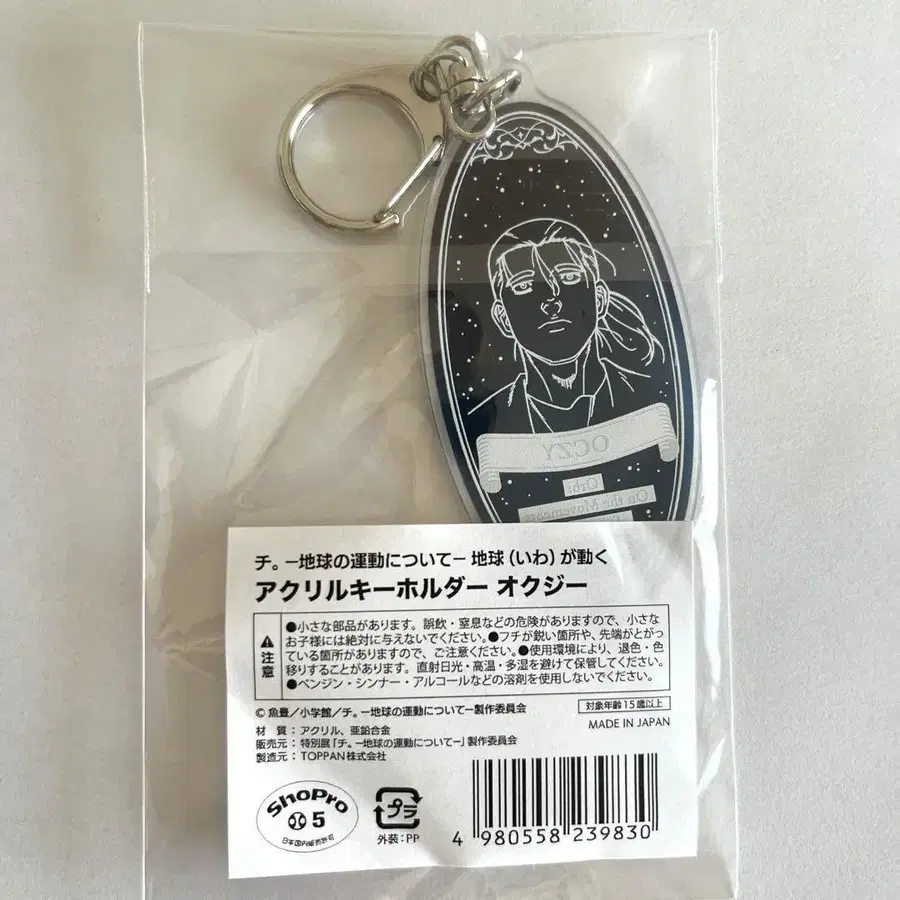 OCZY
Orb:
On the Movements
チ。―地球の運動について― 地球（いわ）が動く
アクリルキーホルダー オクジー
注意
●小さな部品があります。誤飲・窒息などの危険がありますので、小さな
お子様には絶対に与えないでください。●フチが鋭い箇所や、先端がとがっ
ている箇所がありますので、ご注意ください。●使用環境により、退色・色
移りすることがあります。直射日光・高温・多湿を避けて保管してください。
●ベンジン・シンナー・アルコールなどの溶剤を使用しないでください。
© 魚豊／小学館／チ。―地球の運動について―製作委員会
対象年齢15歳以上
材 質： アクリル、亜鉛合金
MADE IN JAPAN
販売元： 特別展「チ。―地球の運動について―」製作委員会
製造元： TOPPAN株式会社
ShoPro
5
日本国内販売許可
プラ
外装：PP
4 980558 239830